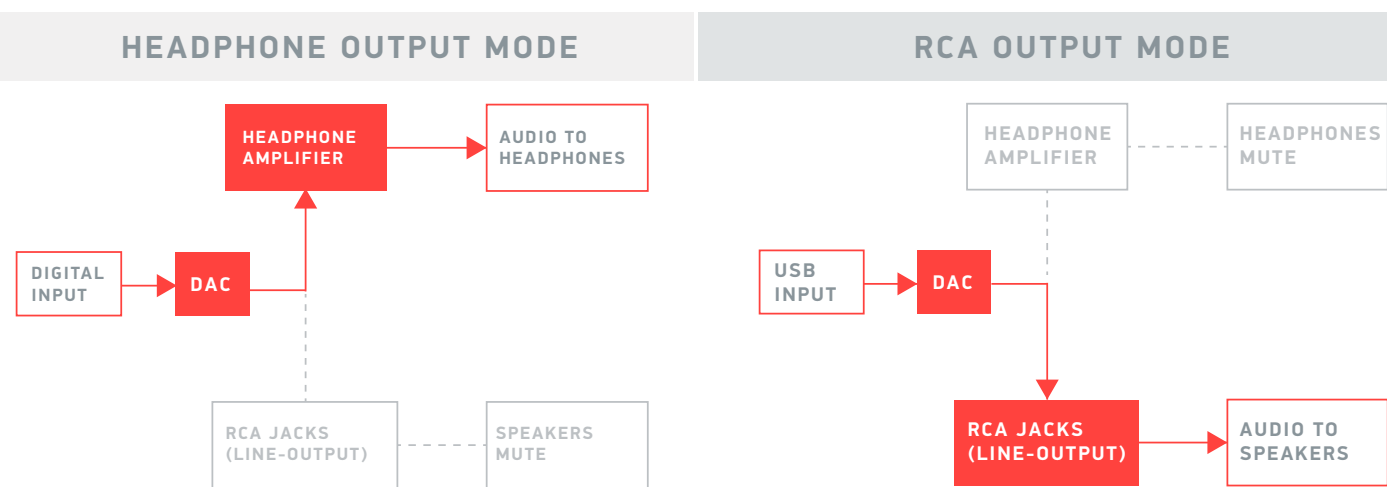 HEADPHONE OUTPUT MODE
HEADPHONE
AMPLIFIER
AUDIO TO
HEADPHONES
DIGITAL
INPUT
DAC
RCA JACKS
(LINE-OUTPUT)
SPEAKERS
MUTE
RCA OUTPUT MODE
HEADPHONE
AMPLIFIER
HEADPHONES
MUTE
USB
INPUT
DAC
RCA JACKS
(LINE-OUTPUT)
AUDIO TO
SPEAKERS